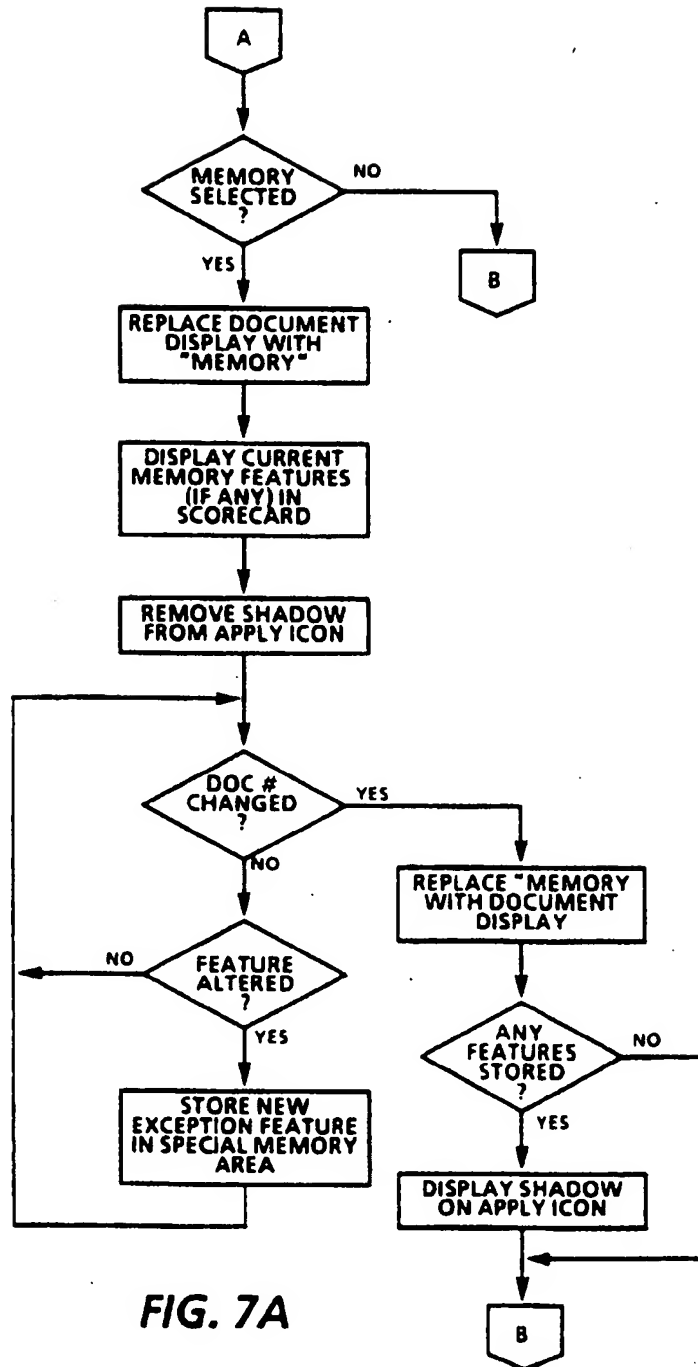 A
MEMORY
SELECTED
?
NO
YES
B
REPLACE DOCUMENT
DISPLAY WITH
"MEMORY"
DISPLAY CURRENT
MEMORY FEATURES
(IF ANY) IN
SCORECARD
REMOVE SHADOW
FROM APPLY ICON
DOC #
CHANGED
?
YES
NO
REPLACE "MEMORY
WITH DOCUMENT
DISPLAY
NO
FEATURE
ALTERED
?
YES
ANY
FEATURES
STORED
?
NO
YES
STORE NEW
EXCEPTION FEATURE
IN SPECIAL MEMORY
AREA
DISPLAY SHADOW
ON APPLY ICON
B
FIG. 7A